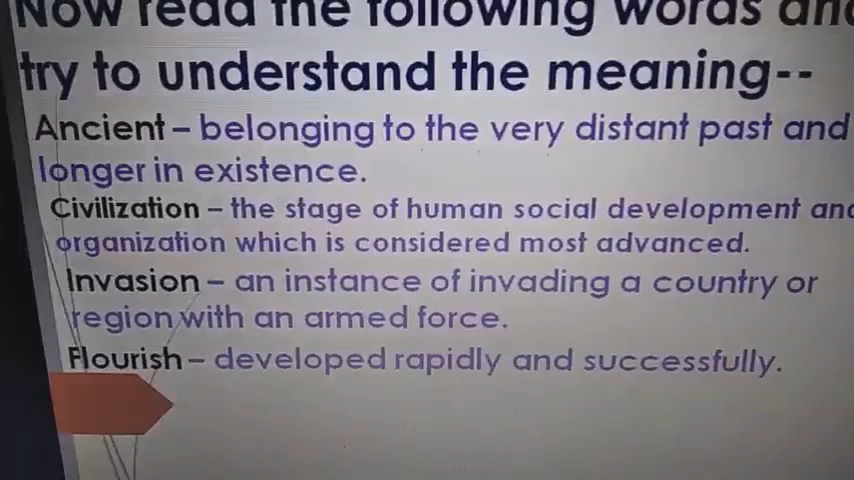 Now read the following words and
try to understand the meaning--
Ancient – belonging to the very distant past and
longer in existence.
Civilization – the stage of human social development and
organization which is considered most advanced.
Invasion – an instance of invading a country or
region with an armed force.
Flourish – developed rapidly and successfully.